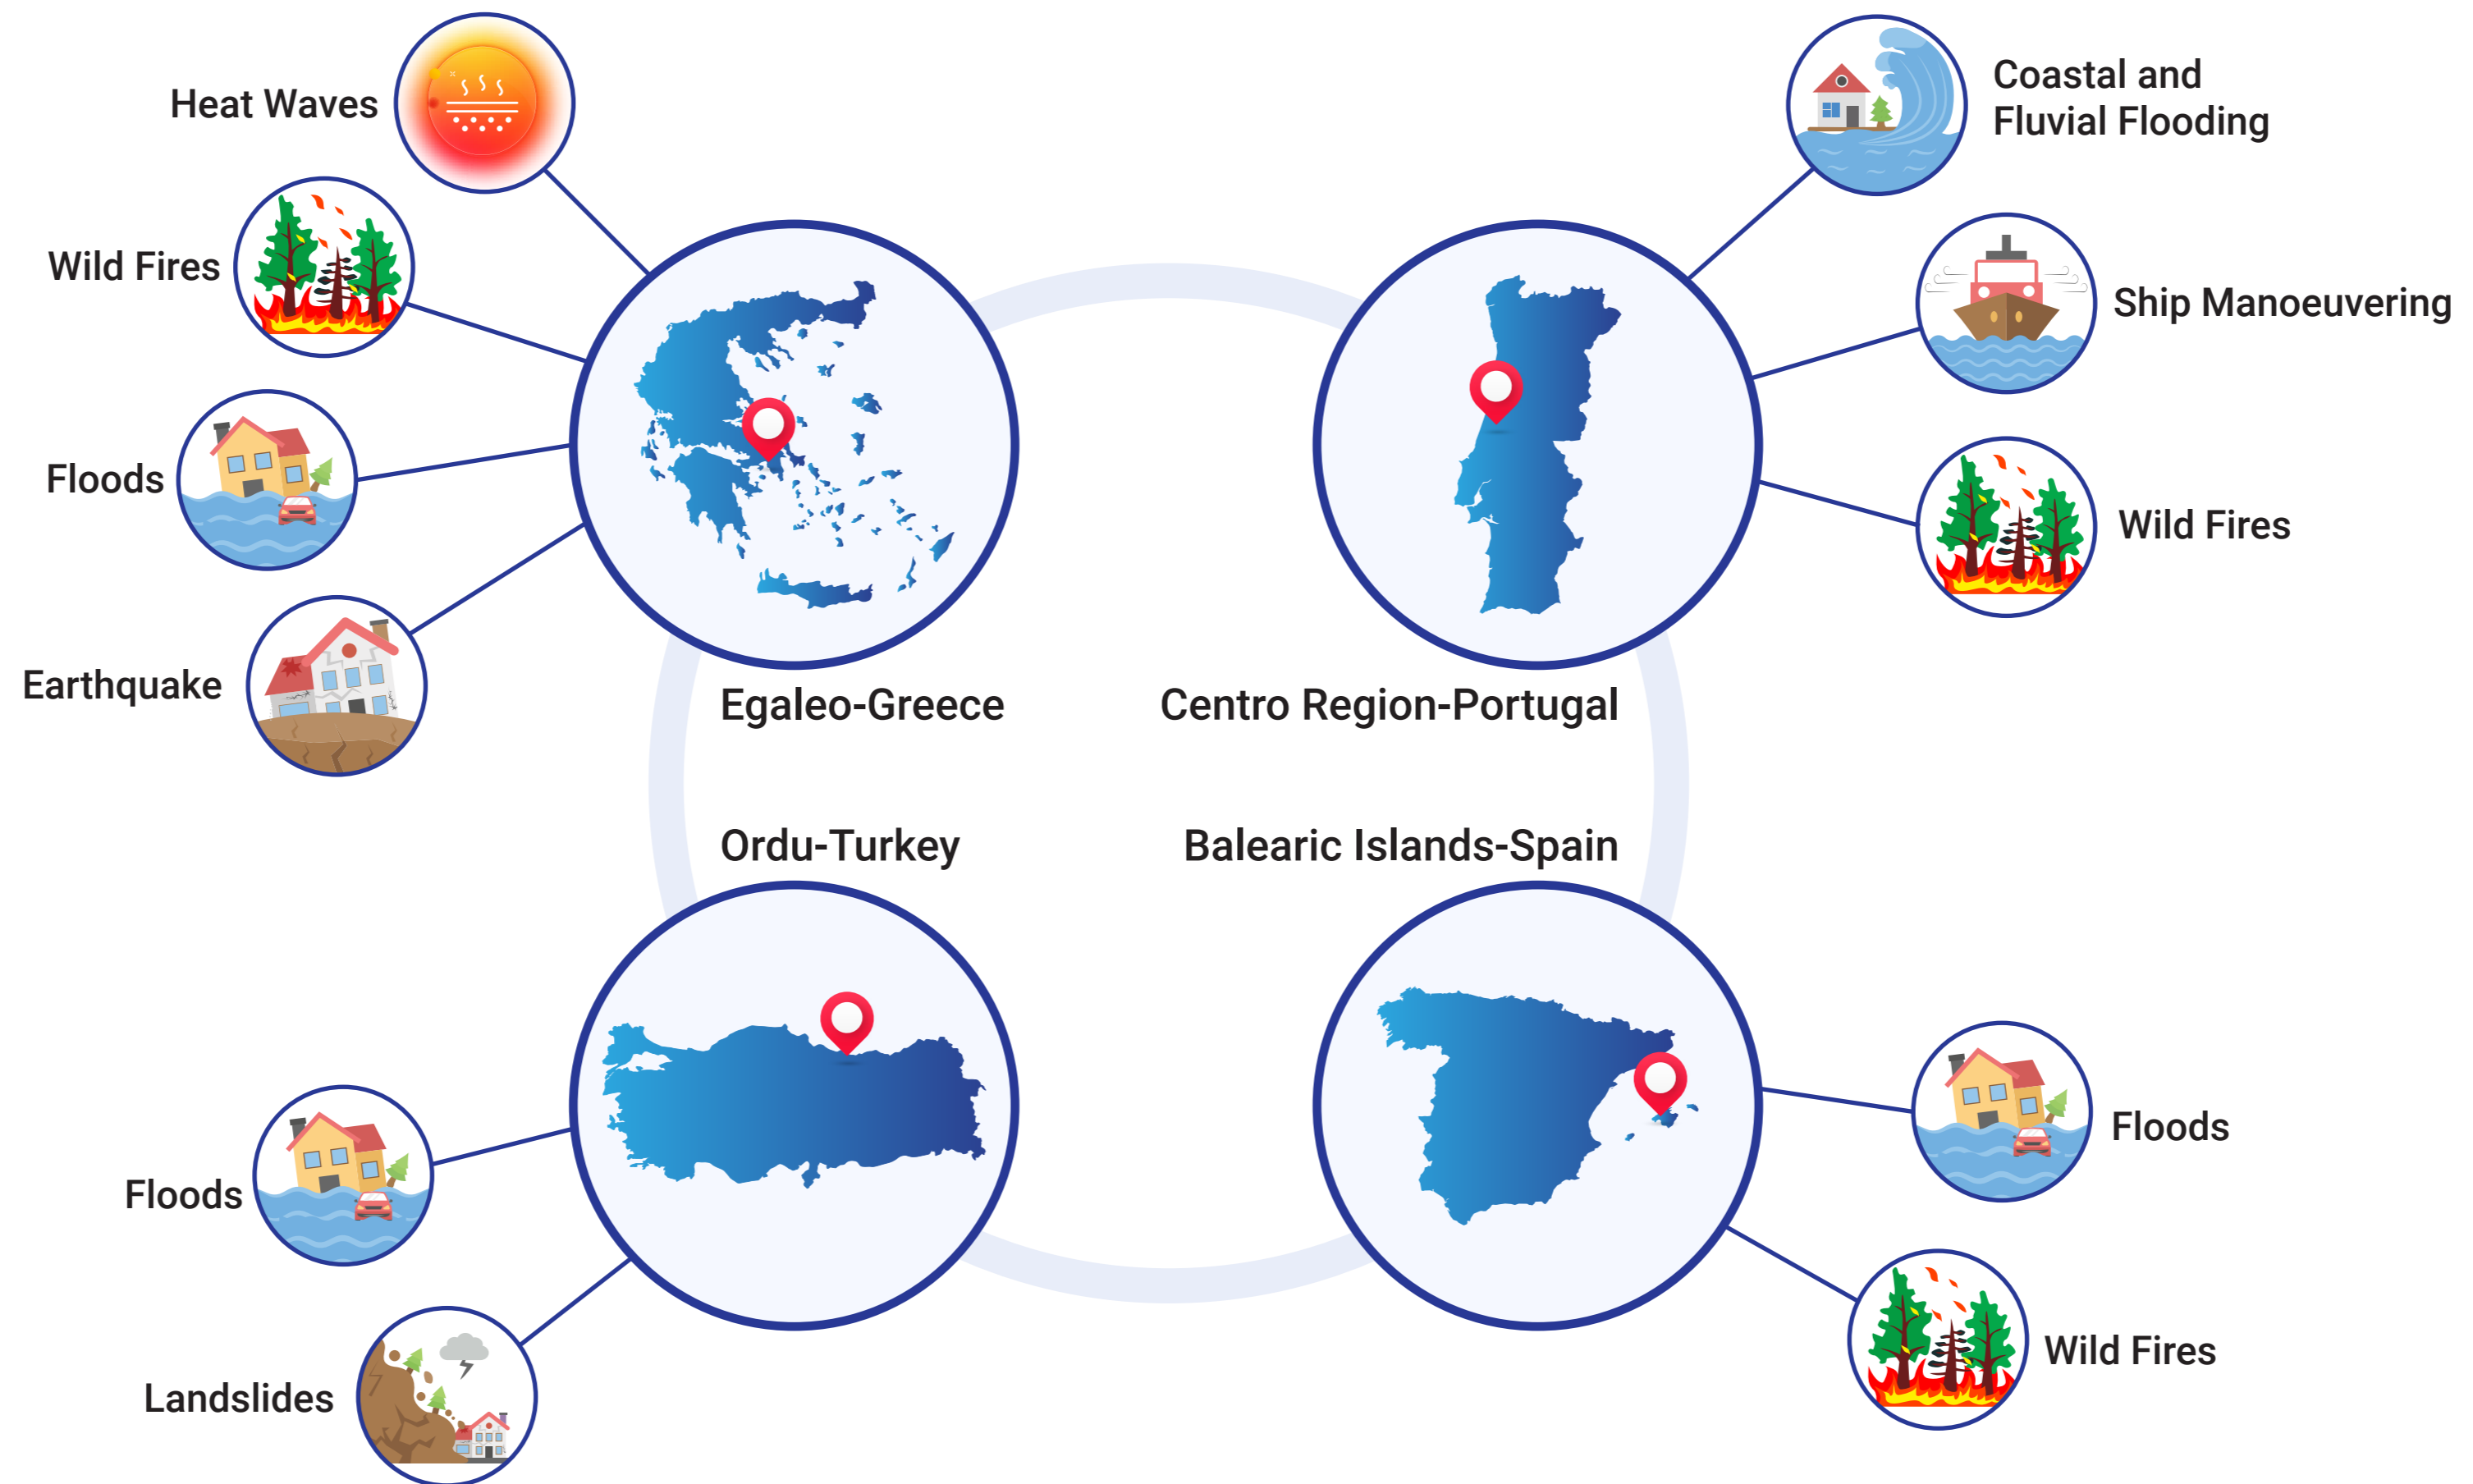 Heat Waves
Wild Fires
Floods
Earthquake
Egaleo-Greece
Coastal and
Fluvial Flooding
Ship Manoeuvering
Wild Fires
Centro Region-Portugal
Ordu-Turkey
Floods
Landslides
Balearic Islands-Spain
Floods
Wild Fires